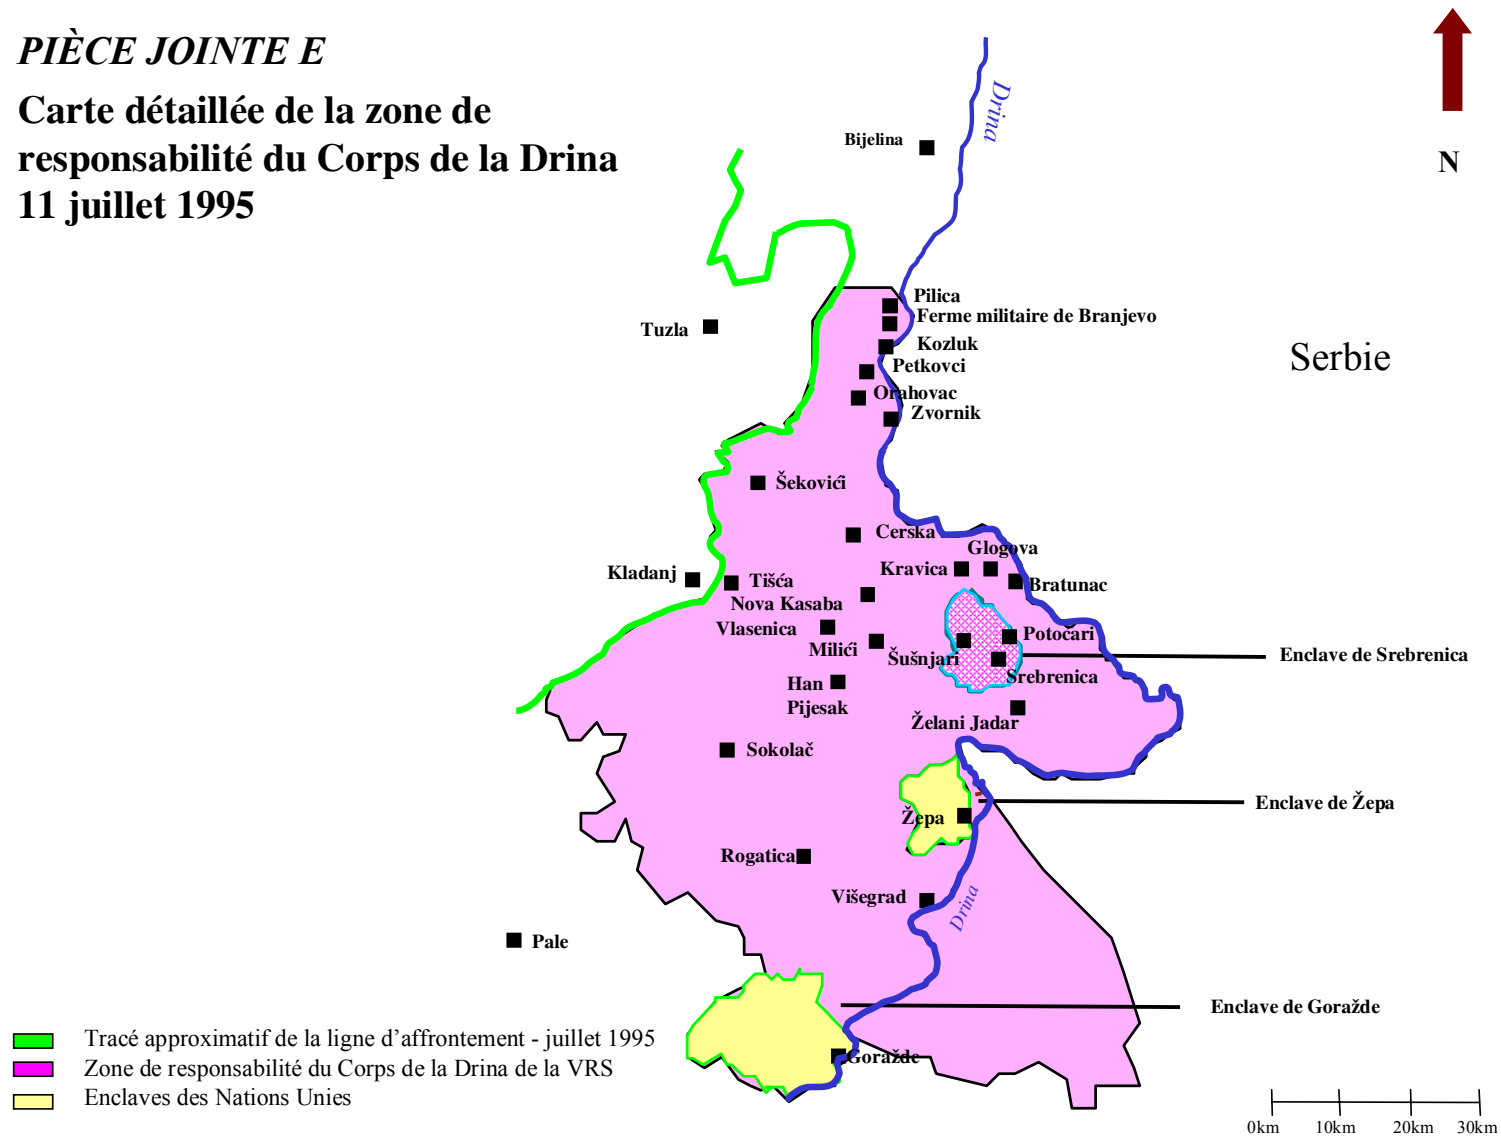 PIÈCE JOINTE E
Carte détaillée de la zone de
responsabilité du Corps de la Drina
11 juillet 1995
N
Drina
Bijelina
Pilica
Ferme militaire de Branjevo
Tuzla
Kozluk
Serbie
Petkovci
Orahovac
Zvornik
Šekovići
Cerska
Glogova
Kravica
Kladanj
Tišća
Bratunac
Nova Kasaba
Vlasenica
Potočari
Milići
Šušnjari
Enclave de Srebrenica
Srebrenica
Han
Pijesak
Želani Jadar
Sokolač
Enclave de Žepa
Žepa
Rogatica
Višegrad
Drina
Pale
Enclave de Goražde
Goražde
Tracé approximatif de la ligne d’affrontement - juillet 1995
Zone de responsabilité du Corps de la Drina de la VRS
Enclaves des Nations Unies
0km 10km 20km 30km